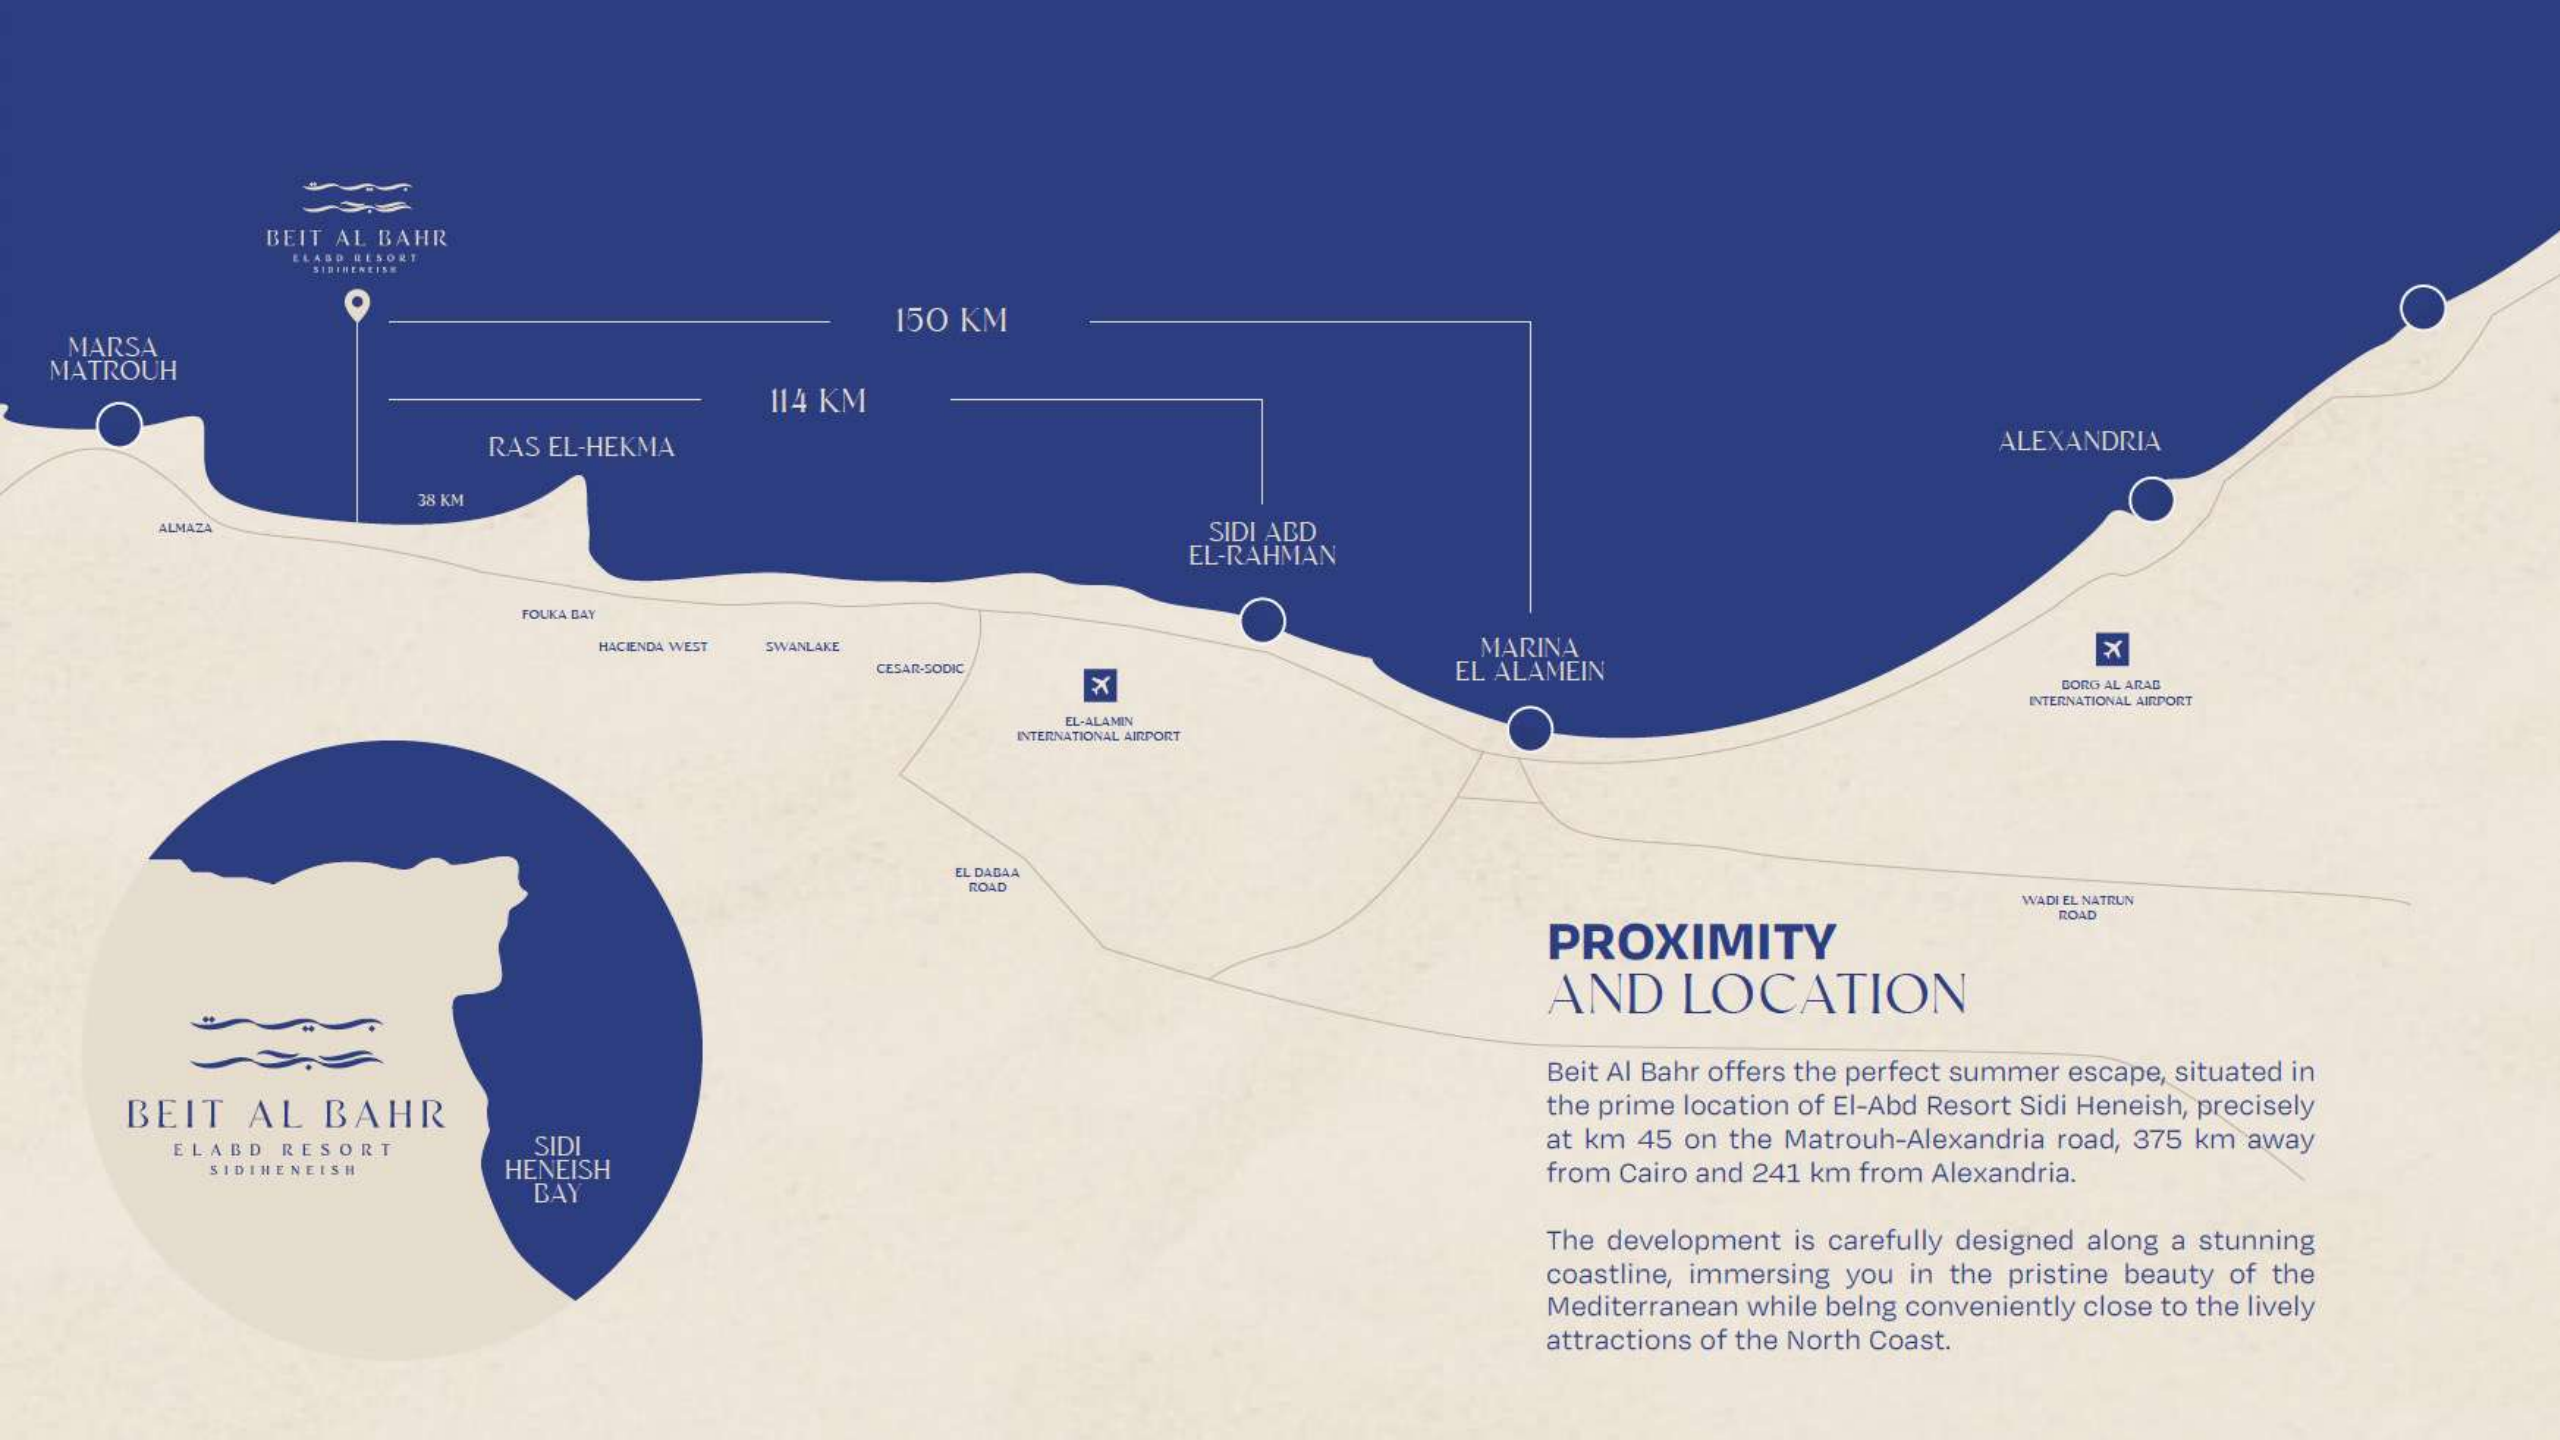 BEIT AL BAHR
ELABD RESORT
SIDIHENEISH
150 KM
MARSA
MATROUH
114 KM
RAS EL-HEKMA
ALEXANDRIA
38 KM
ALMAZA
SIDI ABD
EL-RAHMAN
FOUKA BAY
HACIENDA WEST
SWANLAKE
CESAR-SODIC
MARINA
EL ALAMEIN
EL-ALAMIN
INTERNATIONAL AIRPORT
BORG AL ARAB
INTERNATIONAL AIRPORT
EL DABAA
ROAD
WADI EL NATRUN
ROAD
BEIT AL BAHR
ELABD RESORT
SIDIHENEISH
SIDI
HENEISH
BAY
PROXIMITY
AND LOCATION
Beit Al Bahr offers the perfect summer escape, situated in
the prime location of El-Abd Resort Sidi Heneish, precisely
at km 45 on the Matrouh-Alexandria road, 375 km away
from Cairo and 241 km from Alexandria.
The development is carefully designed along a stunning
coastline, immersing you in the pristine beauty of the
Mediterranean while belng conveniently close to the lively
attractions of the North Coast.